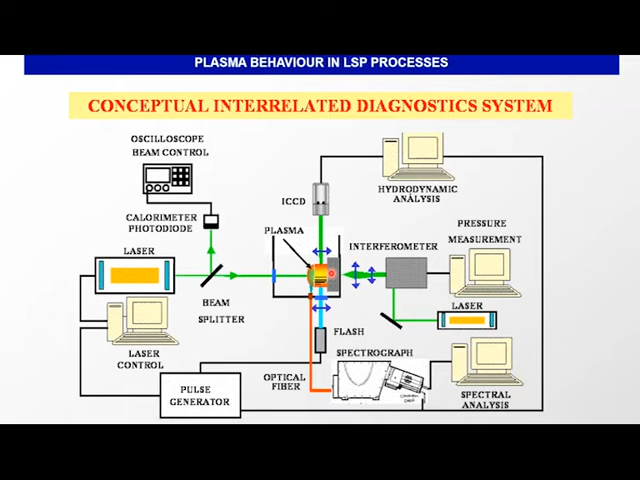 PLASMA BEHAVIOUR IN LSP PROCESSES
CONCEPTUAL INTERRELATED DIAGNOSTICS SYSTEM
OSCILLOSCOPE
BEAM CONTROL
CALORIMETER
PHOTODIODE
LASER
BEAM
SPLITTER
LASER
CONTROL
PULSE
GENERATOR
ICCD
PLASMA
HYDRODYNAMIC
ANALYSIS
INTERFEROMETER
PRESSURE
MEASUREMENT
LASER
FLASH
SPECTROGRAPH
OPTICAL
FIBER
SPECTRAL
ANALYSIS